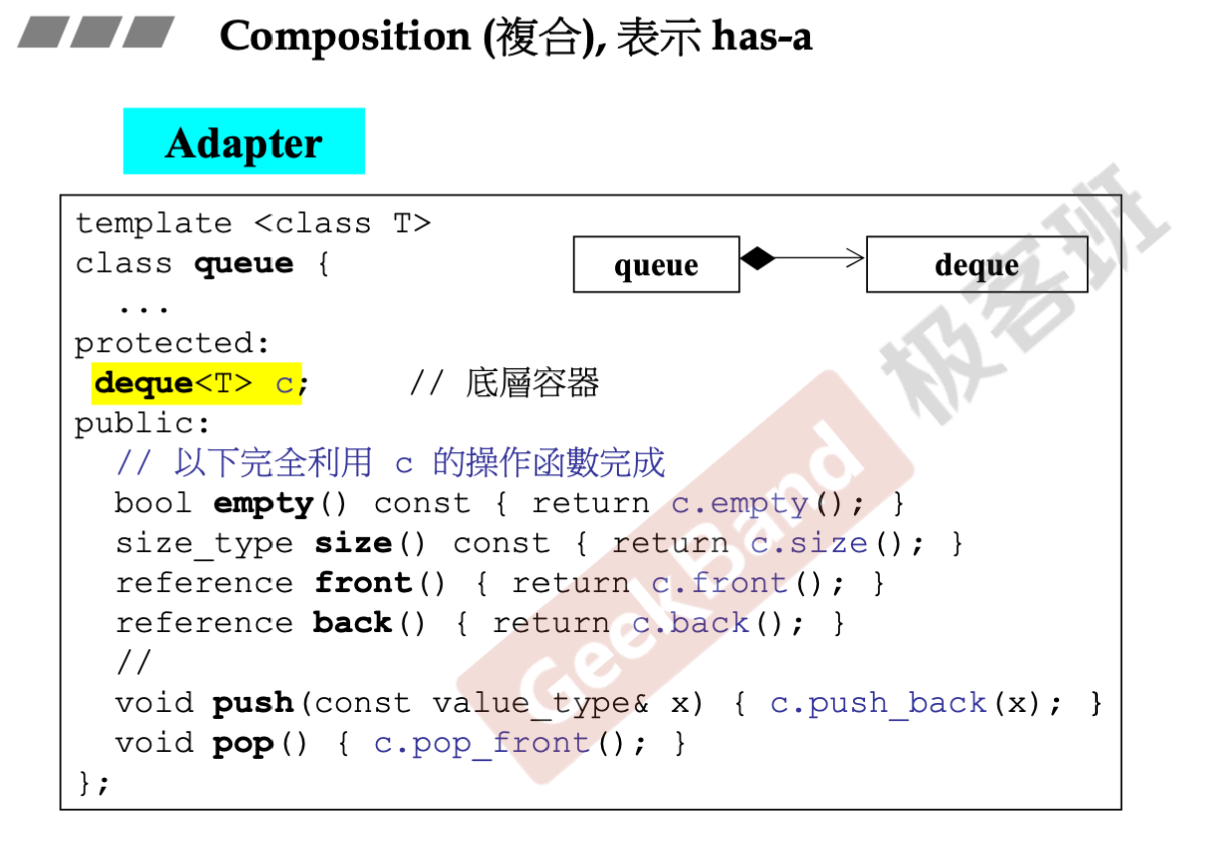 Composition (複合), 表示 has-a
Adapter
template <class T>
class queue {
...
protected:
deque<T> c; // 底層容器
public:
// 以下完全利用 c 的操作函數完成
bool empty() const { return c.empty(); }
size_type size() const { return c.size(); }
reference front() { return c.front(); }
reference back() { return c.back(); }
//
void push(const value_type& x) { c.push_back(x); }
void pop() { c.pop_front(); }
};
queue
deque
GeekBand
极客班